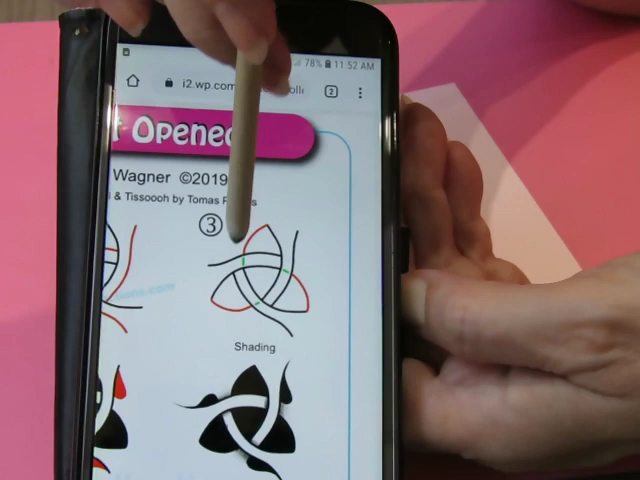 78% 11:52 AM
i2.wp.com 2
Opened
Wagner ©2019
& Tissoooh by Tomas
3
Shading